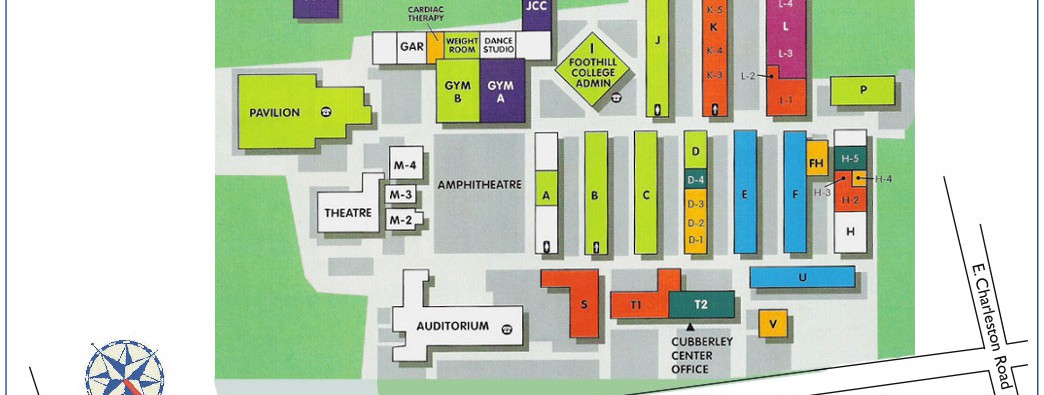 JCC
CARDIAC
THERAPY
GAR
WEIGHT
ROOM
DANCE
STUDIO
GYM
B
GYM
A
I
FOOTHILL
COLLEGE
ADMIN
J
K-5
K
K-4
K-3
L-4
L
L-3
L-2
L-1
P
PAVILION
M-4
M-3
M-2
THEATRE
AMPHITHEATRE
A
B
C
D
D-4
D-3
D-2
D-1
E
F
FH
H-5
H-4
H-3
H-2
H
U
AUDITORIUM
S
T1
T2
V
CUBBERLEY
CENTER
OFFICE
E. Charleston Road